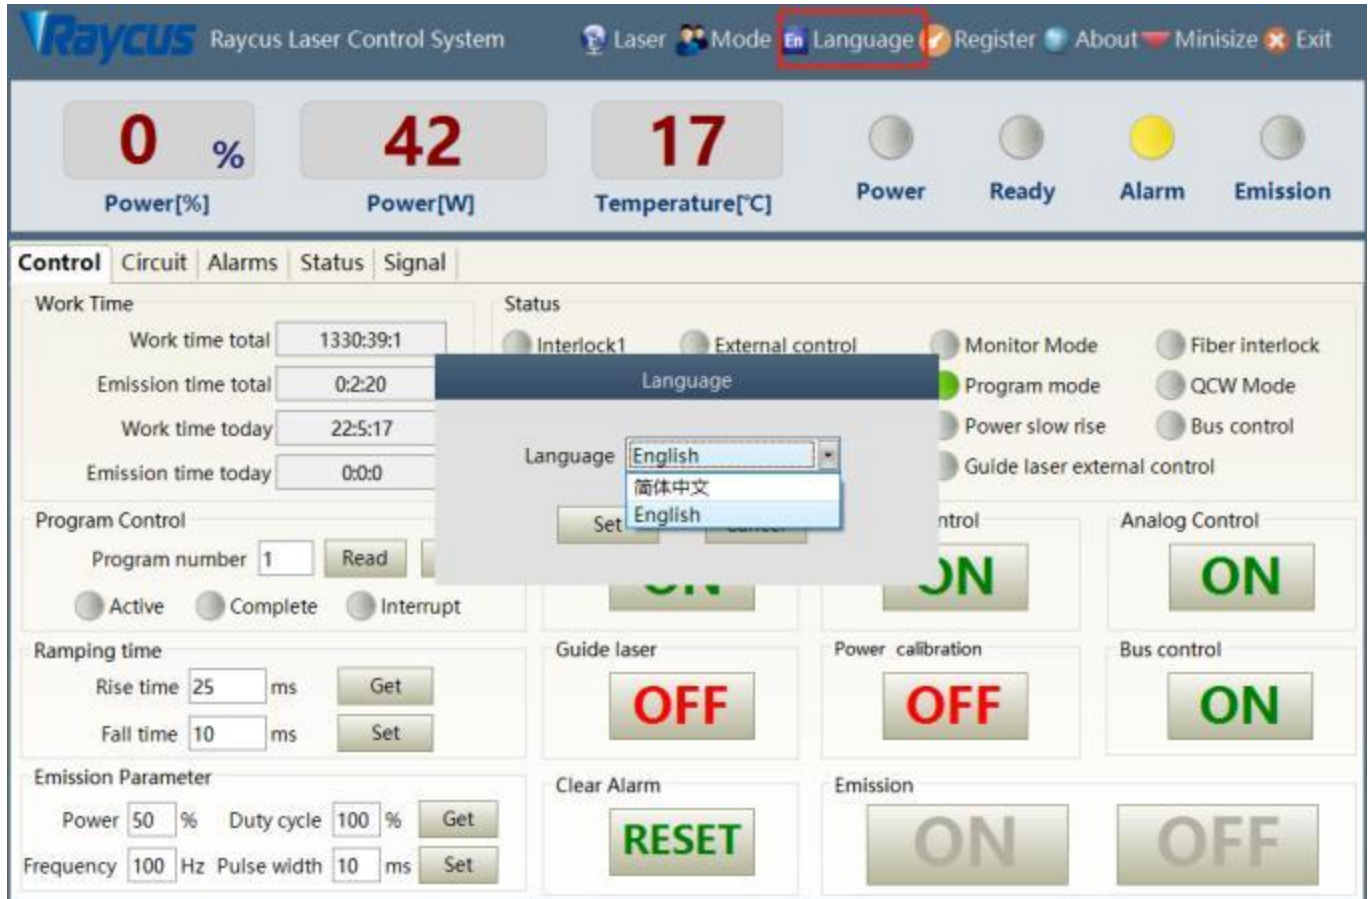 Raycus Raycus Laser Control System Laser Mode En Language Register About Minisize Exit
0 % 42 17
Power[%] Power[W] Temperature[℃] Power Ready Alarm Emission
Control Circuit Alarms Status Signal
Work Time
Work time total 1330:39:1
Emission time total 0:2:20
Work time today 22:5:17
Emission time today 0:0:0
Status
Interlock1 External control Monitor Mode Fiber interlock
Program mode QCW Mode
Power slow rise Bus control
Guide laser external control
Language
Language English
简体中文
English
Set
Program Control
Program number 1 Read
Active Complete Interrupt
ON
Analog Control
ON
Ramping time
Rise time 25 ms Get
Fall time 10 ms Set
Guide laser
OFF
Power calibration
OFF
Bus control
ON
Emission Parameter
Power 50 % Duty cycle 100 % Get
Frequency 100 Hz Pulse width 10 ms Set
Clear Alarm
RESET
Emission
ON OFF